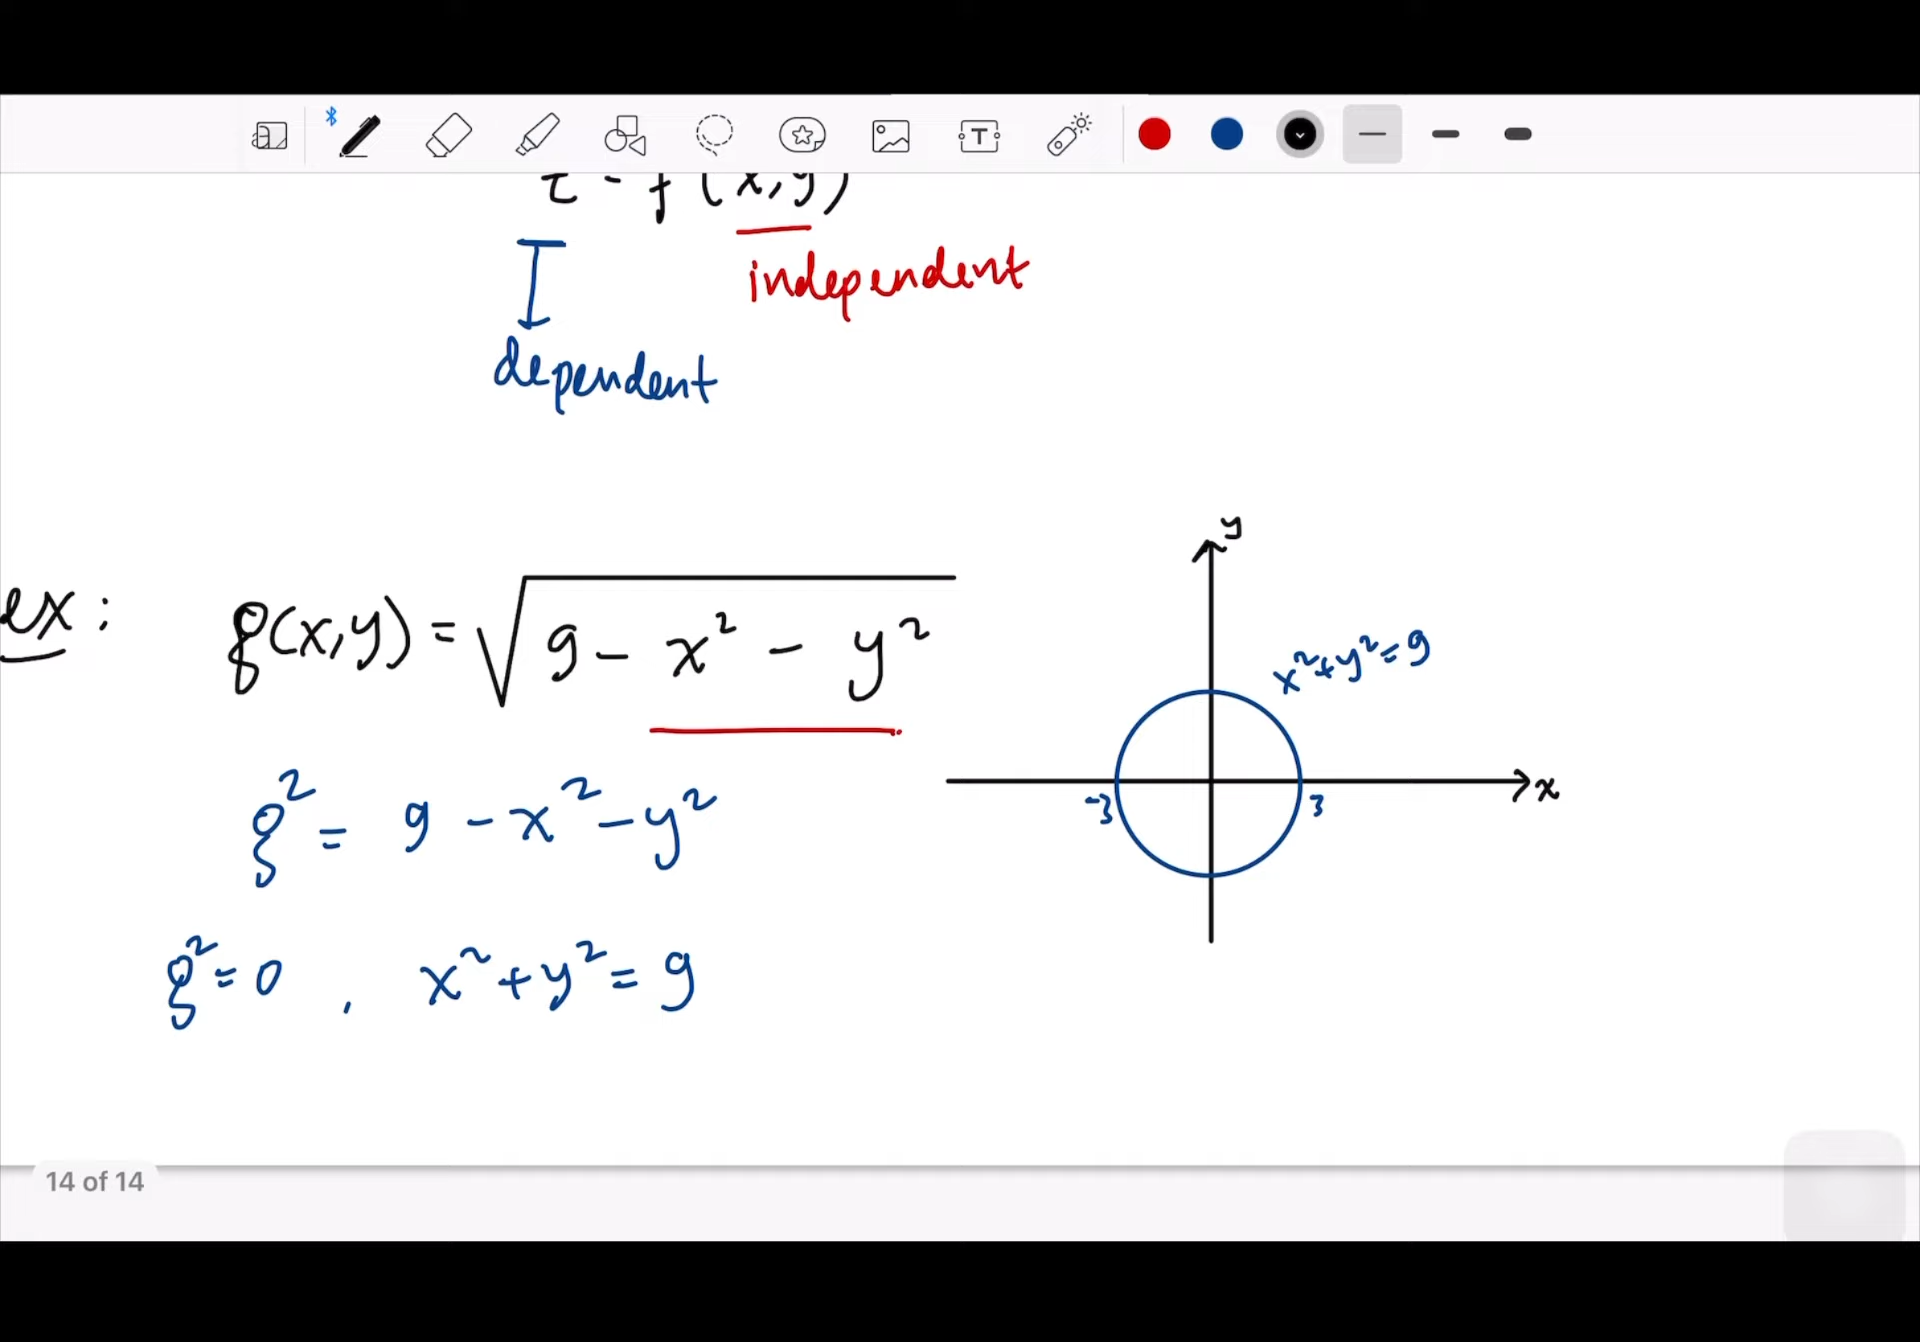 z = f(x,y)
independent
dependent
ex: g(x,y) = √(9 - x² - y²)
y
x²+y²=9
x
-3
3
g² = 9 - x² - y²
g²=0 , x²+y²=9
14 of 14